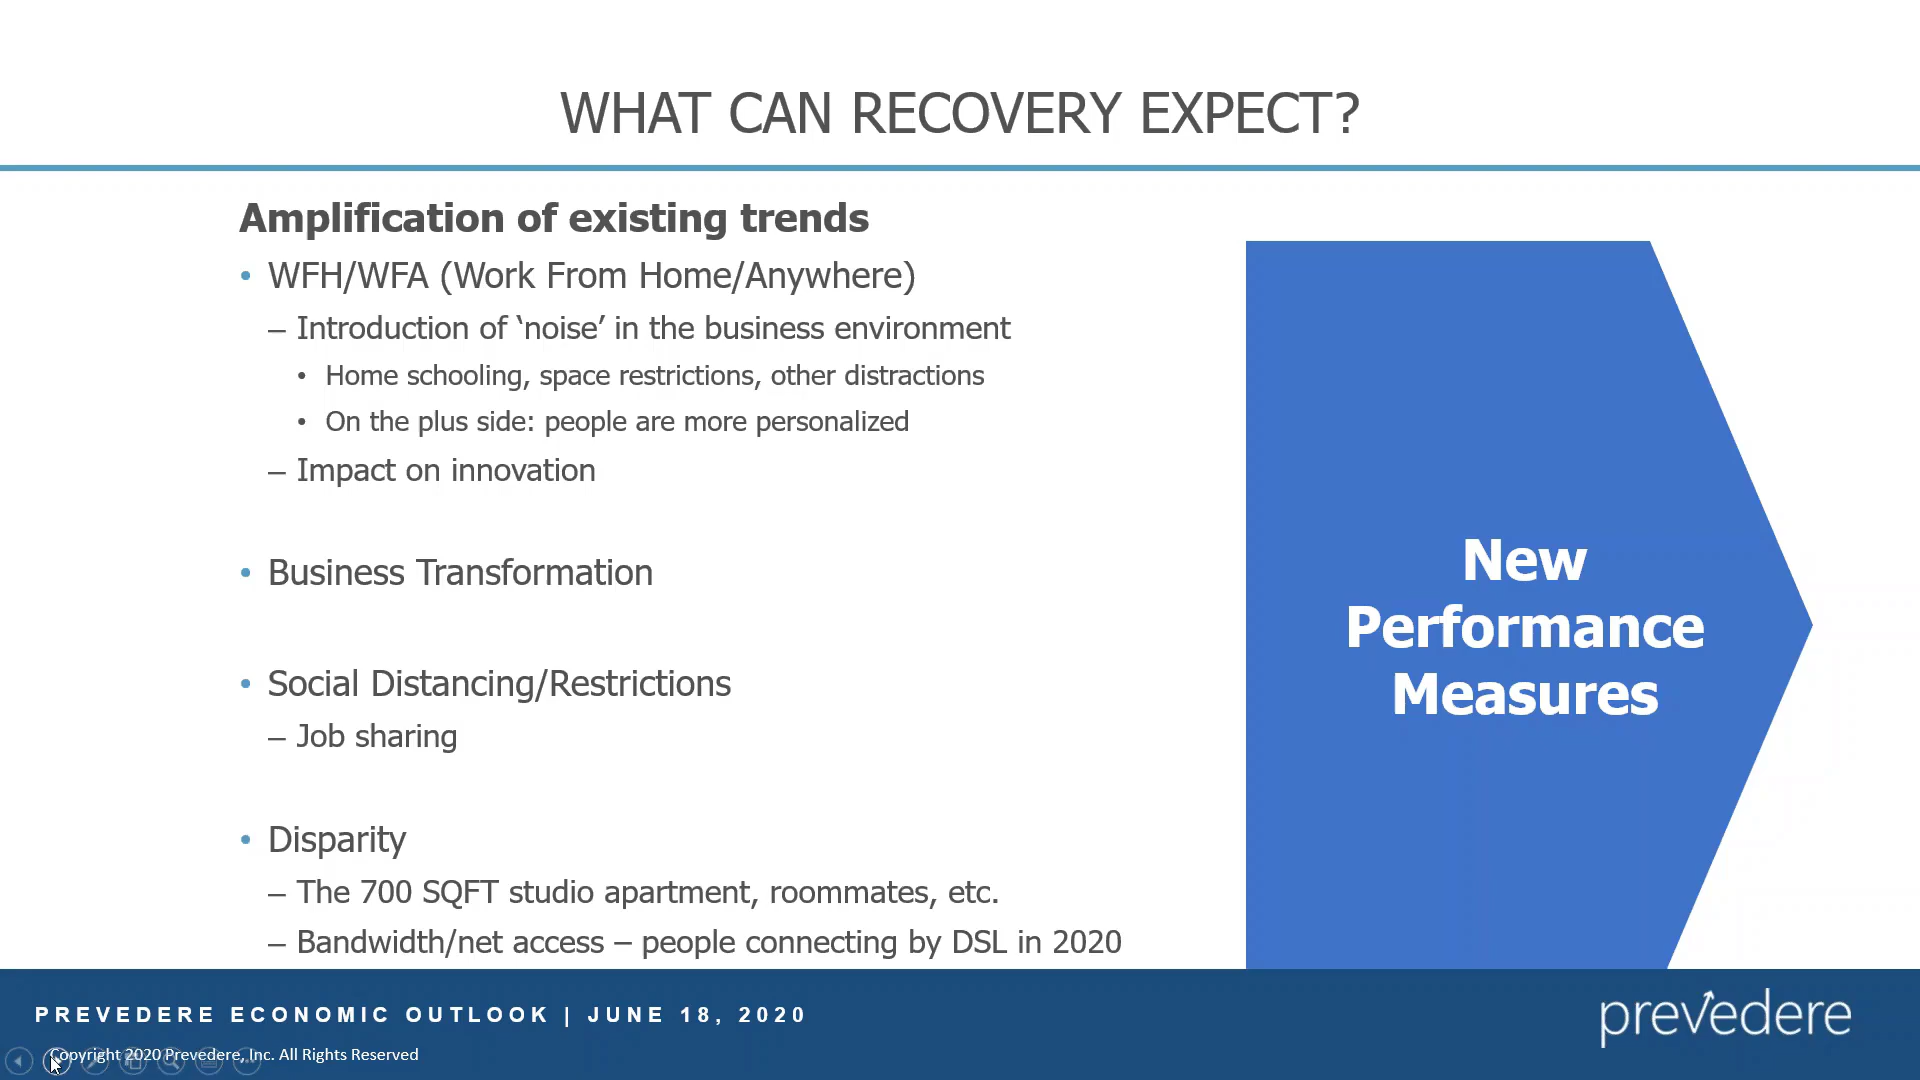 WHAT CAN RECOVERY EXPECT?
Amplification of existing trends
• WFH/WFA (Work From Home/Anywhere)
– Introduction of ‘noise’ in the business environment
• Home schooling, space restrictions, other distractions
• On the plus side: people are more personalized
– Impact on innovation
• Business Transformation
• Social Distancing/Restrictions
– Job sharing
• Disparity
– The 700 SQFT studio apartment, roommates, etc.
– Bandwidth/net access – people connecting by DSL in 2020
New
Performance
Measures
PREVEDERE ECONOMIC OUTLOOK | JUNE 18, 2020
prevedere
Copyright 2020 Prevedere, Inc. All Rights Reserved